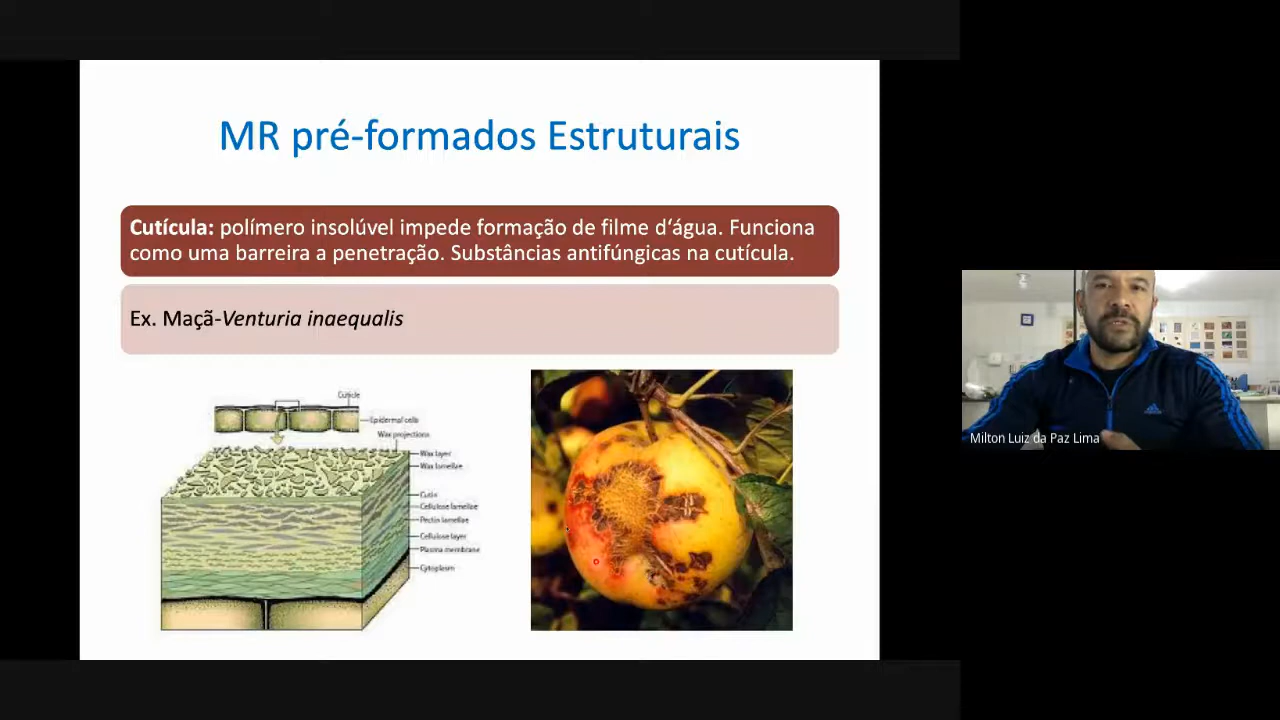 MR pré-formados Estruturais
Cutícula: polímero insolúvel impede formação de filme d‘água. Funciona
como uma barreira a penetração. Substâncias antifúngicas na cutícula.
Ex. Maçã-Venturia inaequalis
Cuticle
Epidermal cells
Wax projections
Wax layer
Wax lamellae
Cutin
Cellulose lamellae
Pectin lamellae
Cellulose layer
Plasma membrane
Cytoplasm
adidas
Milton Luiz da Paz Lima